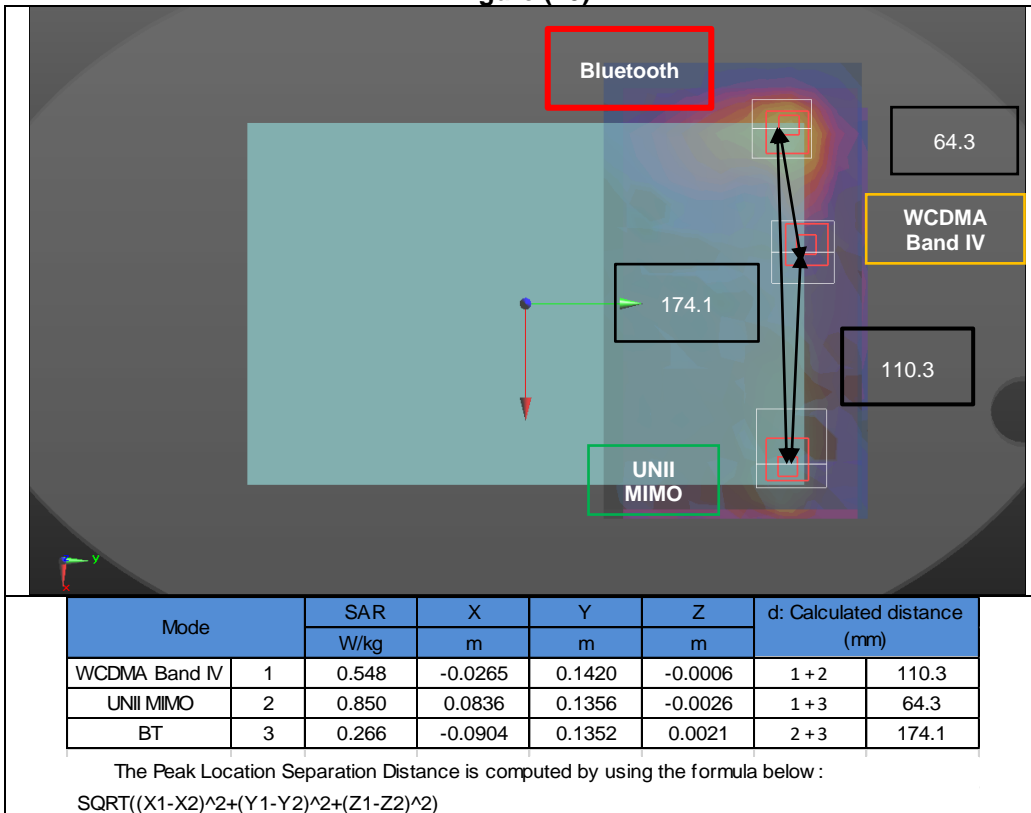 Bluetooth
64.3
WCDMA
Band IV
174.1
110.3
UNII
MIMO
y
x
Mode SAR X Y Z d: Calculated distance
W/kg m m m (mm)
WCDMA Band IV 1 0.548 -0.0265 0.1420 -0.0006 1 + 2 110.3
UNII MIMO 2 0.850 0.0836 0.1356 -0.0026 1 + 3 64.3
BT 3 0.266 -0.0904 0.1352 0.0021 2 + 3 174.1
The Peak Location Separation Distance is computed by using the formula below :
SQRT((X1-X2)^2+(Y1-Y2)^2+(Z1-Z2)^2)